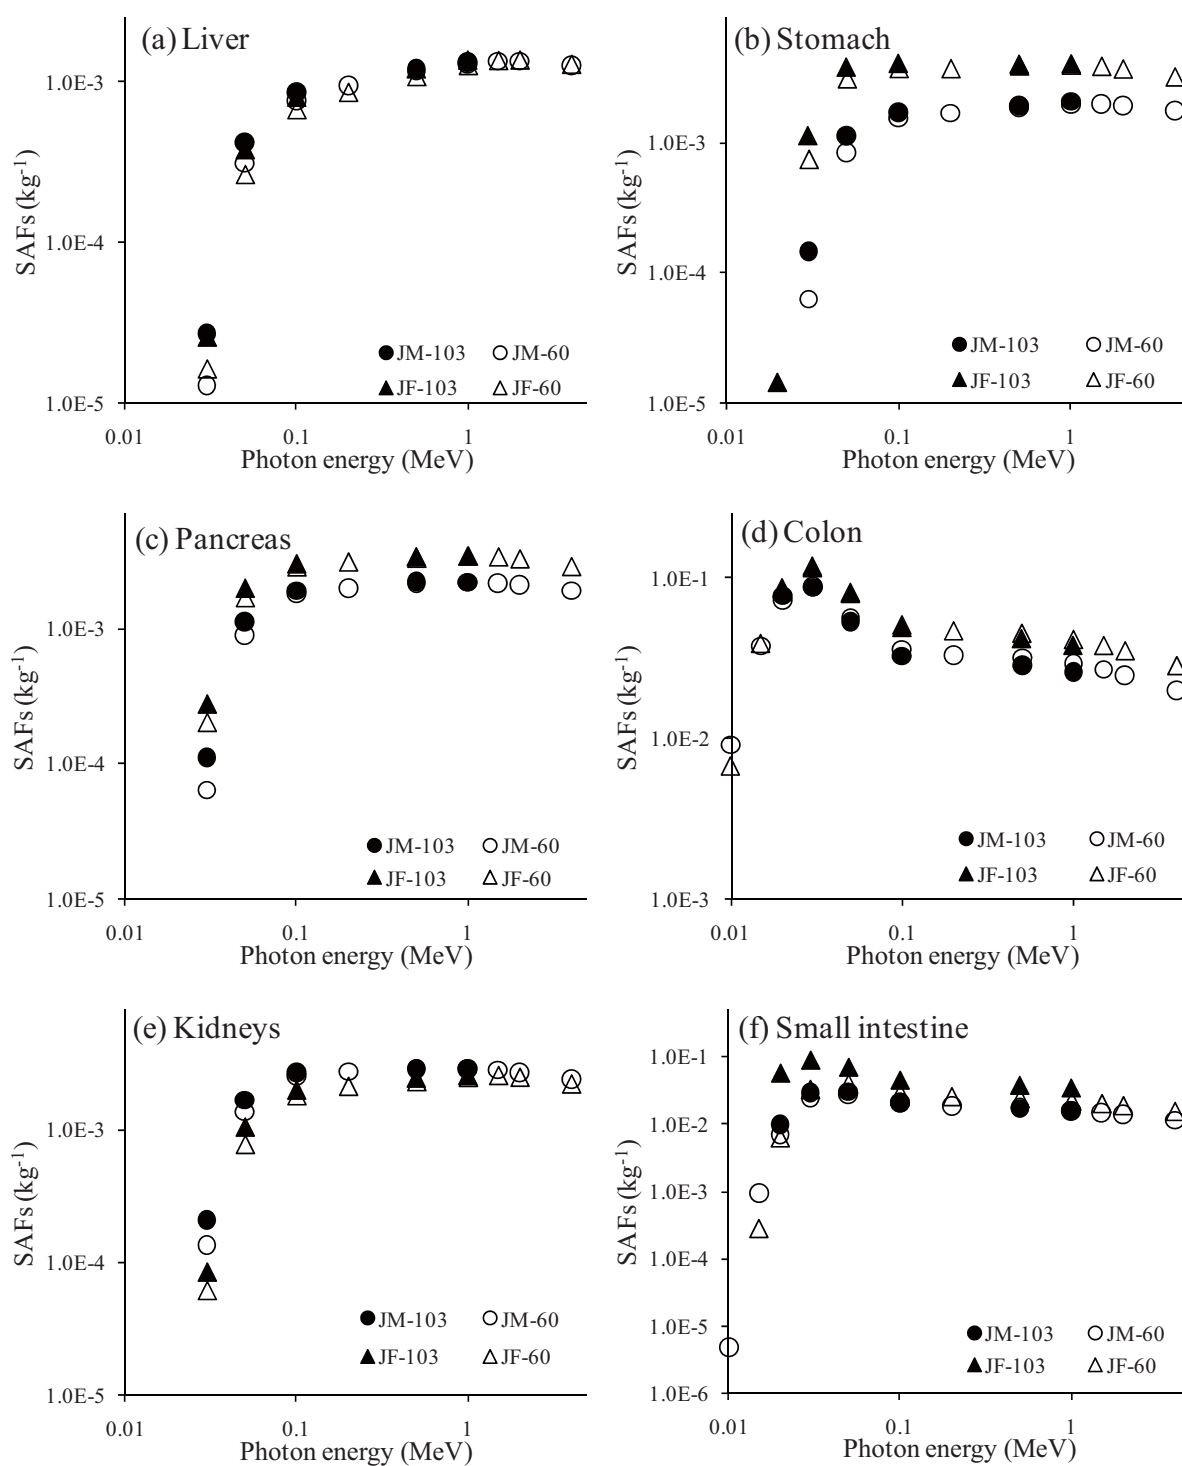 (a) Liver
1.0E-3
1.0E-4
1.0E-5
SAFs (kg-1)
JM-103 JM-60
JF-103 JF-60
0.01 0.1 1
Photon energy (MeV)
(b) Stomach
1.0E-3
1.0E-4
1.0E-5
SAFs (kg-1)
JM-103 JM-60
JF-103 JF-60
0.01 0.1 1
Photon energy (MeV)
(c) Pancreas
1.0E-3
1.0E-4
1.0E-5
SAFs (kg-1)
JM-103 JM-60
JF-103 JF-60
0.01 0.1 1
Photon energy (MeV)
(d) Colon
1.0E-1
1.0E-2
1.0E-3
SAFs (kg-1)
JM-103 JM-60
JF-103 JF-60
0.01 0.1 1
Photon energy (MeV)
(e) Kidneys
1.0E-3
1.0E-4
1.0E-5
SAFs (kg-1)
JM-103 JM-60
JF-103 JF-60
0.01 0.1 1
Photon energy (MeV)
(f) Small intestine
1.0E-1
1.0E-2
1.0E-3
1.0E-4
1.0E-5
1.0E-6
SAFs (kg-1)
JM-103 JM-60
JF-103 JF-60
0.01 0.1 1
Photon energy (MeV)